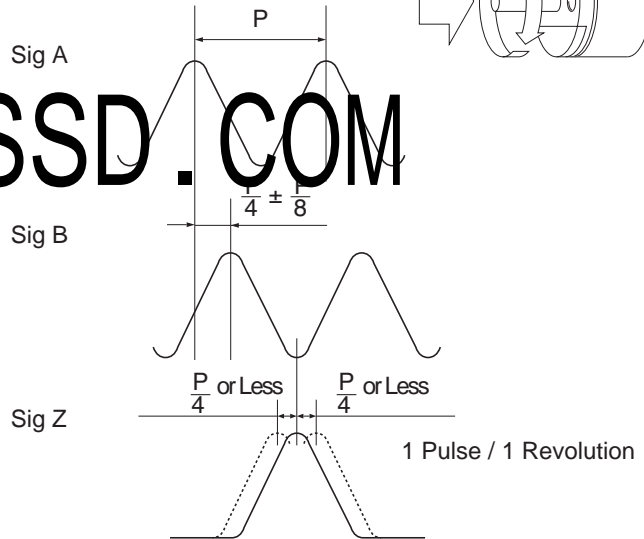 P
Sig A
SSD.COM
P/4 ± P/8
Sig B
P/4 or Less P/4 or Less
Sig Z
1 Pulse / 1 Revolution